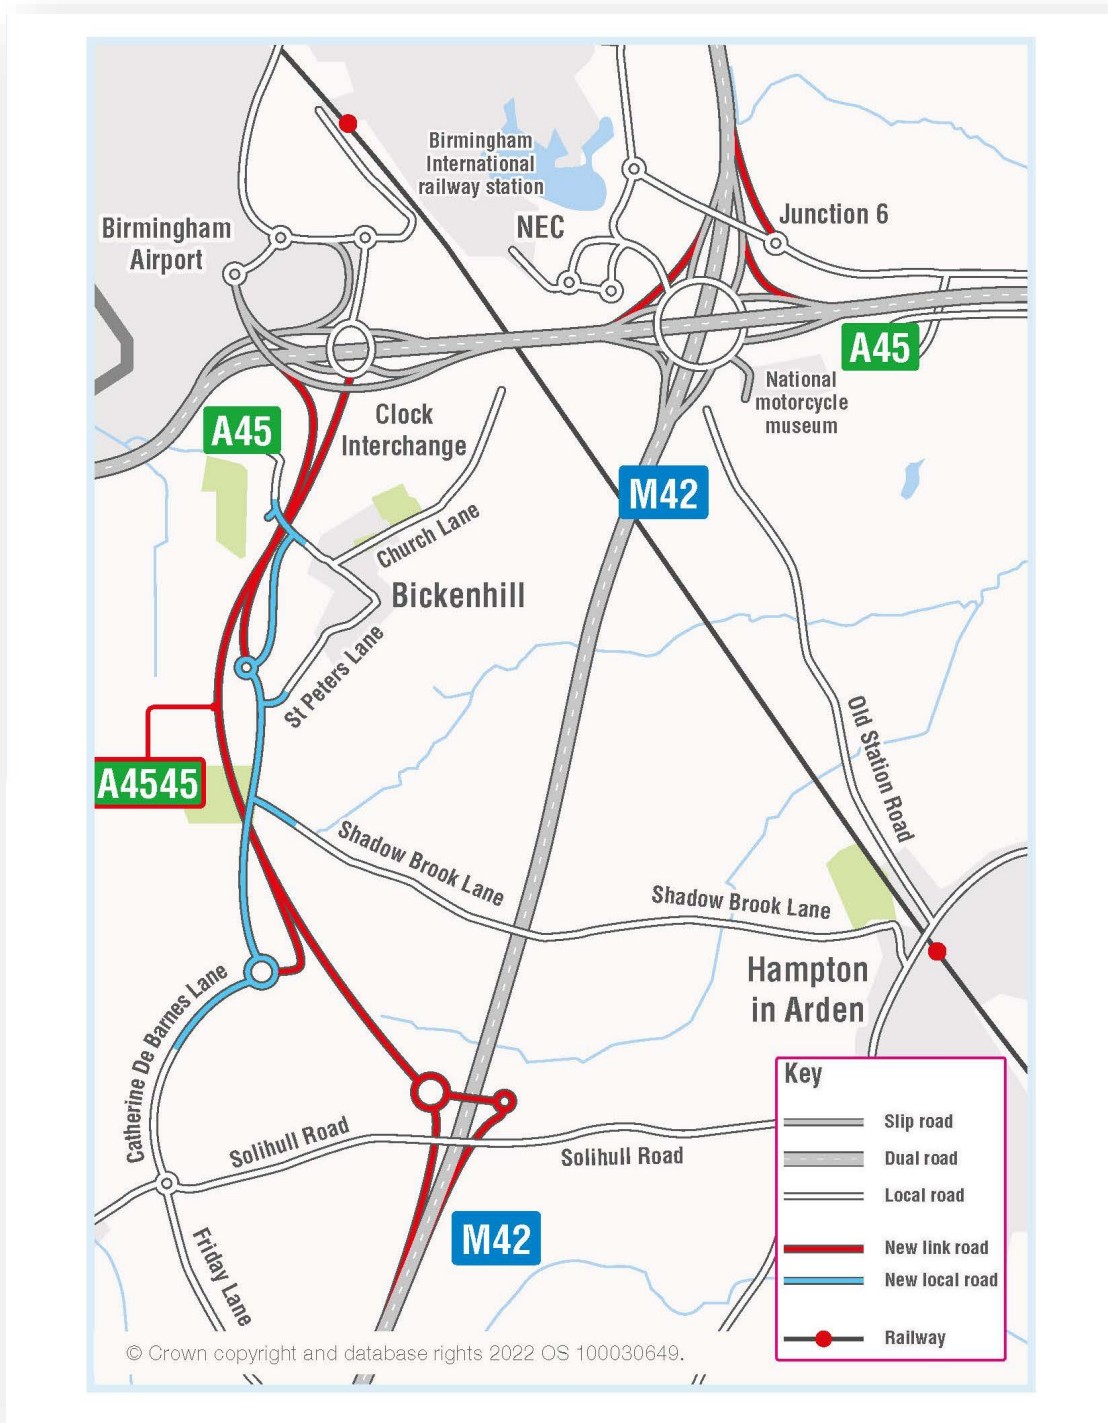 Birmingham
International
railway station
NEC
Junction 6
Birmingham
Airport
A45
National
motorcycle
museum
Clock
Interchange
A45
M42
Church Lane
Bickenhill
St Peters Lane
Old Station Road
A4545
Shadow Brook Lane
Shadow Brook Lane
Hampton
in Arden
Catherine De Barnes Lane
Solihull Road
Solihull Road
M42
Friday Lane
Key
Slip road
Dual road
Local road
New link road
New local road
Railway
© Crown copyright and database rights 2022 OS 100030649.